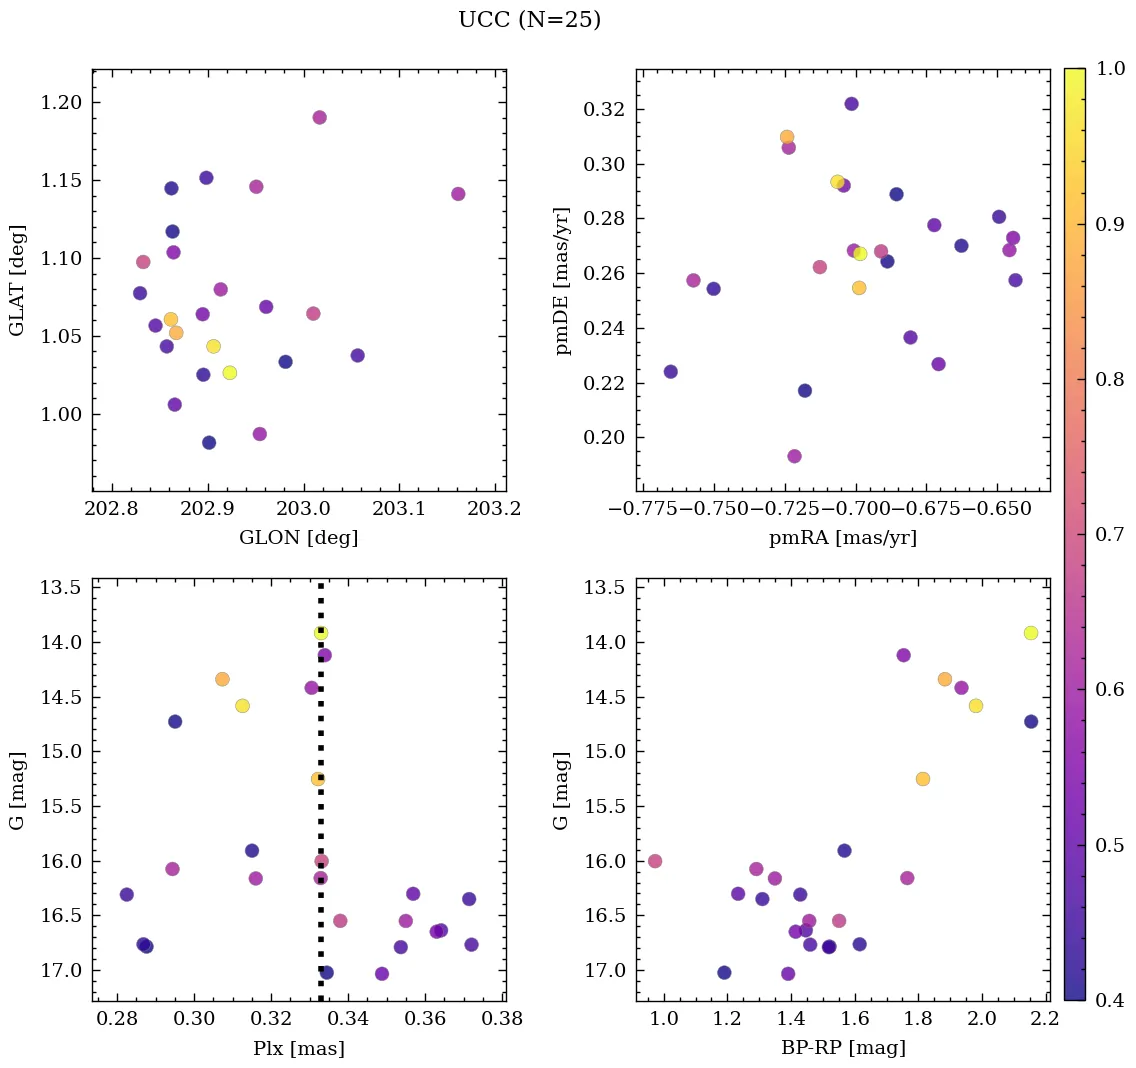 UCC (N=25)
1.20
1.15
1.10
1.05
1.00
GLAT [deg]
202.8 202.9 203.0 203.1 203.2
GLON [deg]
0.32
0.30
0.28
0.26
0.24
0.22
0.20
pmDE [mas/yr]
−0.775 −0.750 −0.725 −0.700 −0.675 −0.650
pmRA [mas/yr]
13.5
14.0
14.5
15.0
15.5
16.0
16.5
17.0
G [mag]
0.28 0.30 0.32 0.34 0.36 0.38
Plx [mas]
13.5
14.0
14.5
15.0
15.5
16.0
16.5
17.0
G [mag]
1.0 1.2 1.4 1.6 1.8 2.0 2.2
BP-RP [mag]
1.0
0.9
0.8
0.7
0.6
0.5
0.4